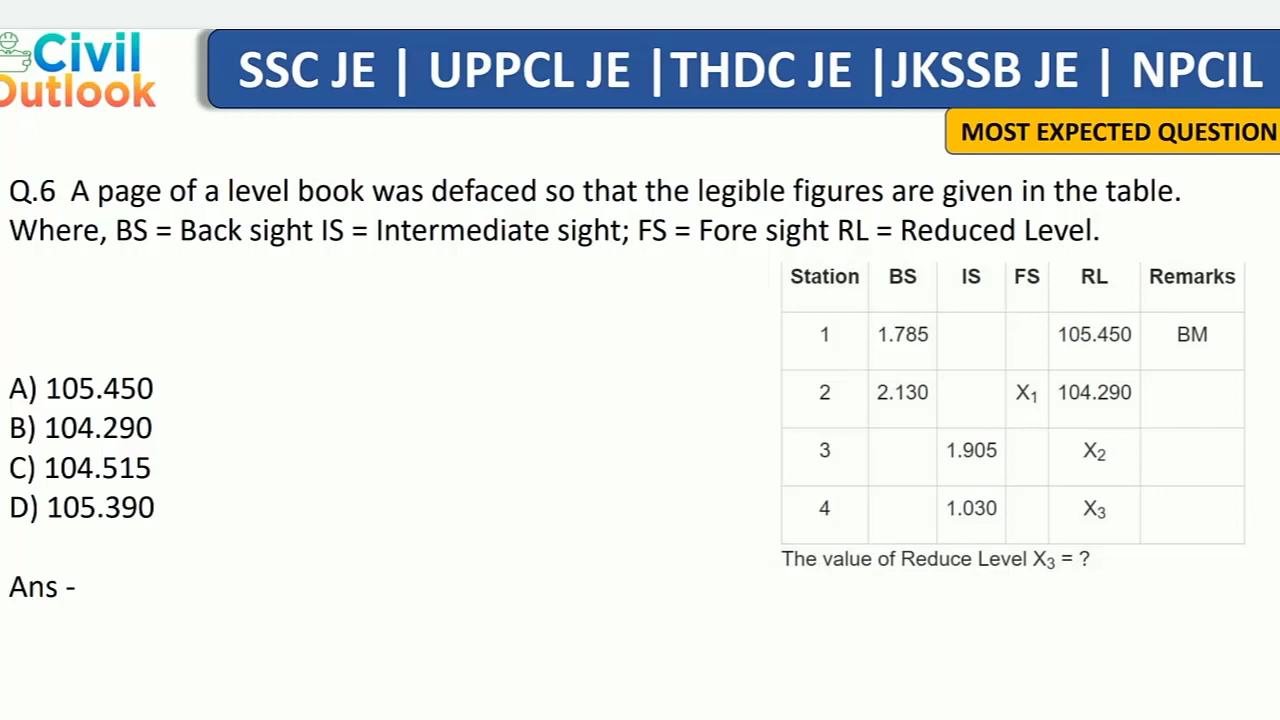 Civil
Outlook
SSC JE | UPPCL JE |THDC JE |JKSSB JE | NPCIL
MOST EXPECTED QUESTION
Q.6 A page of a level book was defaced so that the legible figures are given in the table.
Where, BS = Back sight IS = Intermediate sight; FS = Fore sight RL = Reduced Level.
Station BS IS FS RL Remarks
1 1.785 105.450 BM
2 2.130 X₁ 104.290
3 1.905 X₂
4 1.030 X₃
The value of Reduce Level X₃ = ?
A) 105.450
B) 104.290
C) 104.515
D) 105.390
Ans -